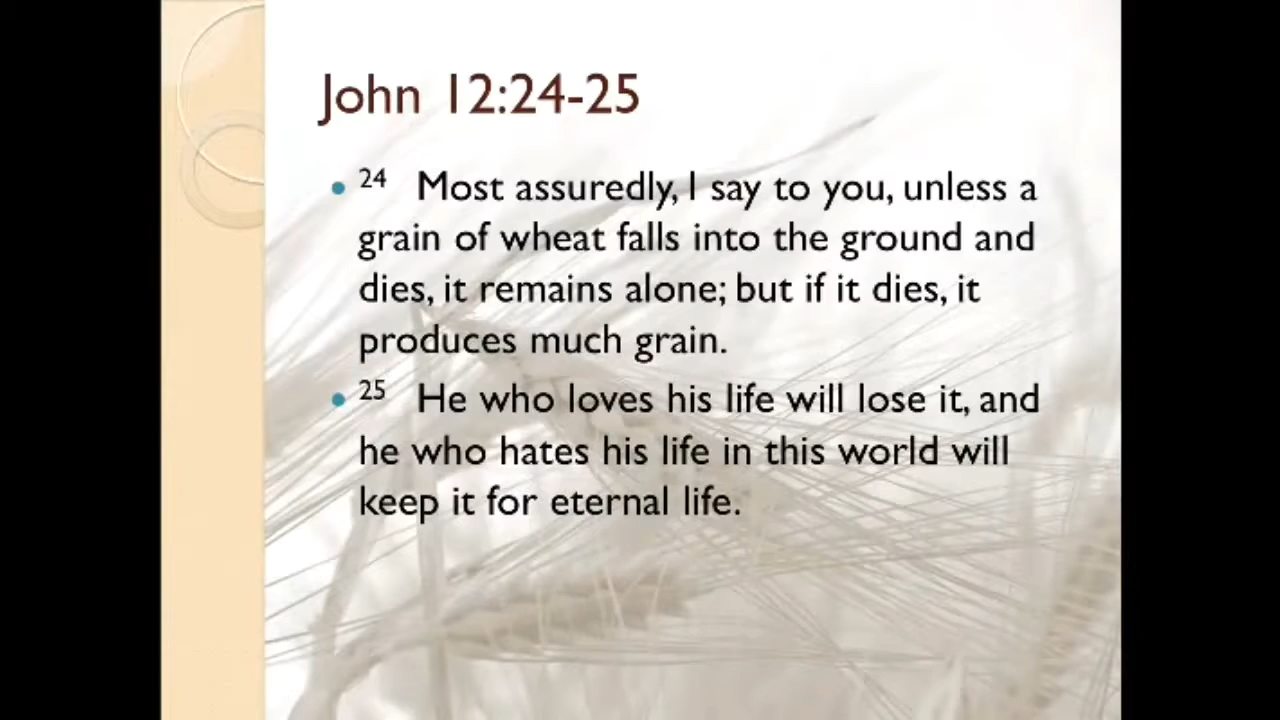 John 12:24-25
• 24 Most assuredly, I say to you, unless a
grain of wheat falls into the ground and
dies, it remains alone; but if it dies, it
produces much grain.
• 25 He who loves his life will lose it, and
he who hates his life in this world will
keep it for eternal life.